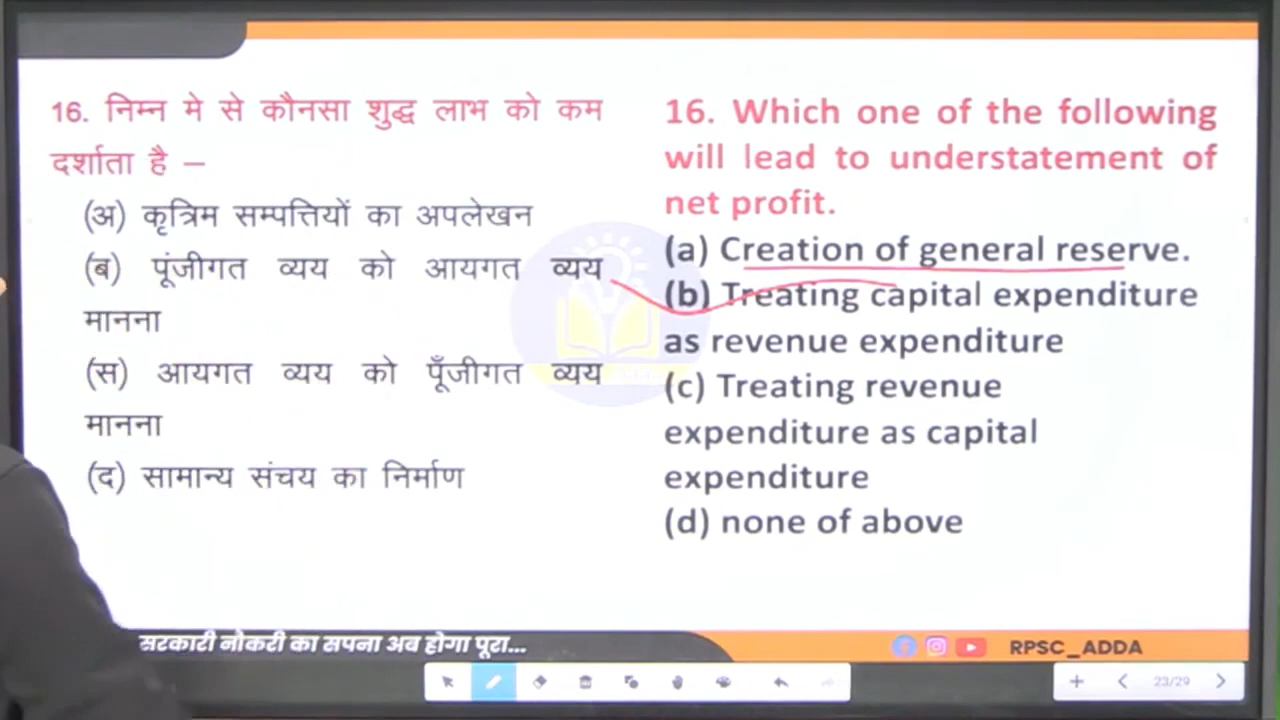 16. निम्न मे से कौनसा शुद्ध लाभ को कम
दर्शाता है –
(अ) कृत्रिम सम्पत्तियों का अपलेखन
(ब) पूंजीगत व्यय को आयगत व्यय
मानना
(स) आयगत व्यय को पूँजीगत व्यय
मानना
(द) सामान्य संचय का निर्माण
16. Which one of the following
will lead to understatement of
net profit.
(a) Creation of general reserve.
(b) Treating capital expenditure
as revenue expenditure
(c) Treating revenue
expenditure as capital
expenditure
(d) none of above
सरकारी नोकरी का सपना अब होगा पूरा...
RPSC_ADDA
23/29